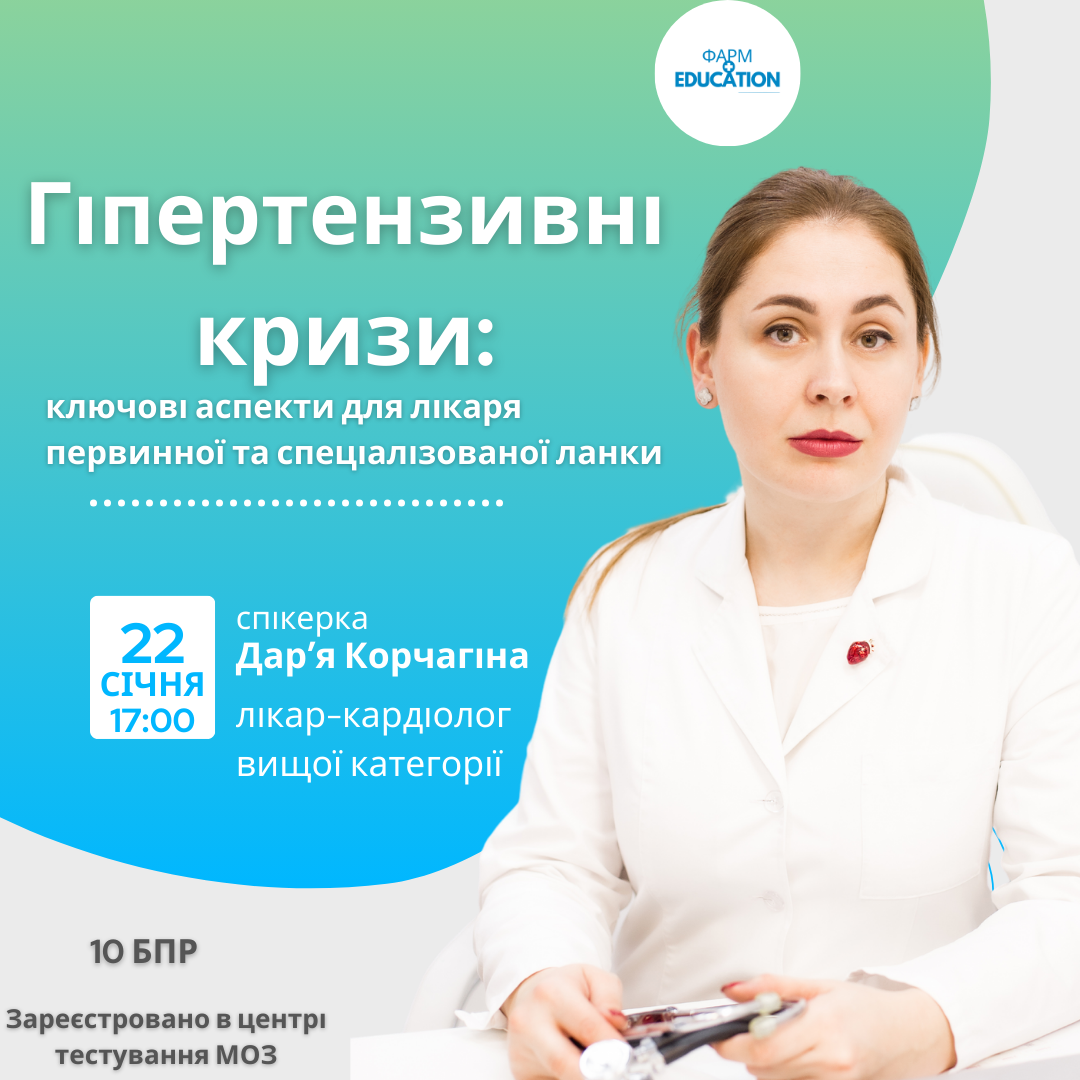 ФАРМ
EDUCATION
Гіпертензивні
кризи:
ключові аспекти для лікаря
первинної та спеціалізованої ланки
22
СІЧНЯ
17:00
спікерка
Дар’я Корчагіна
лікар-кардіолог
вищої категорії
10 БПР
Зареєстровано в центрі
тестування МОЗ